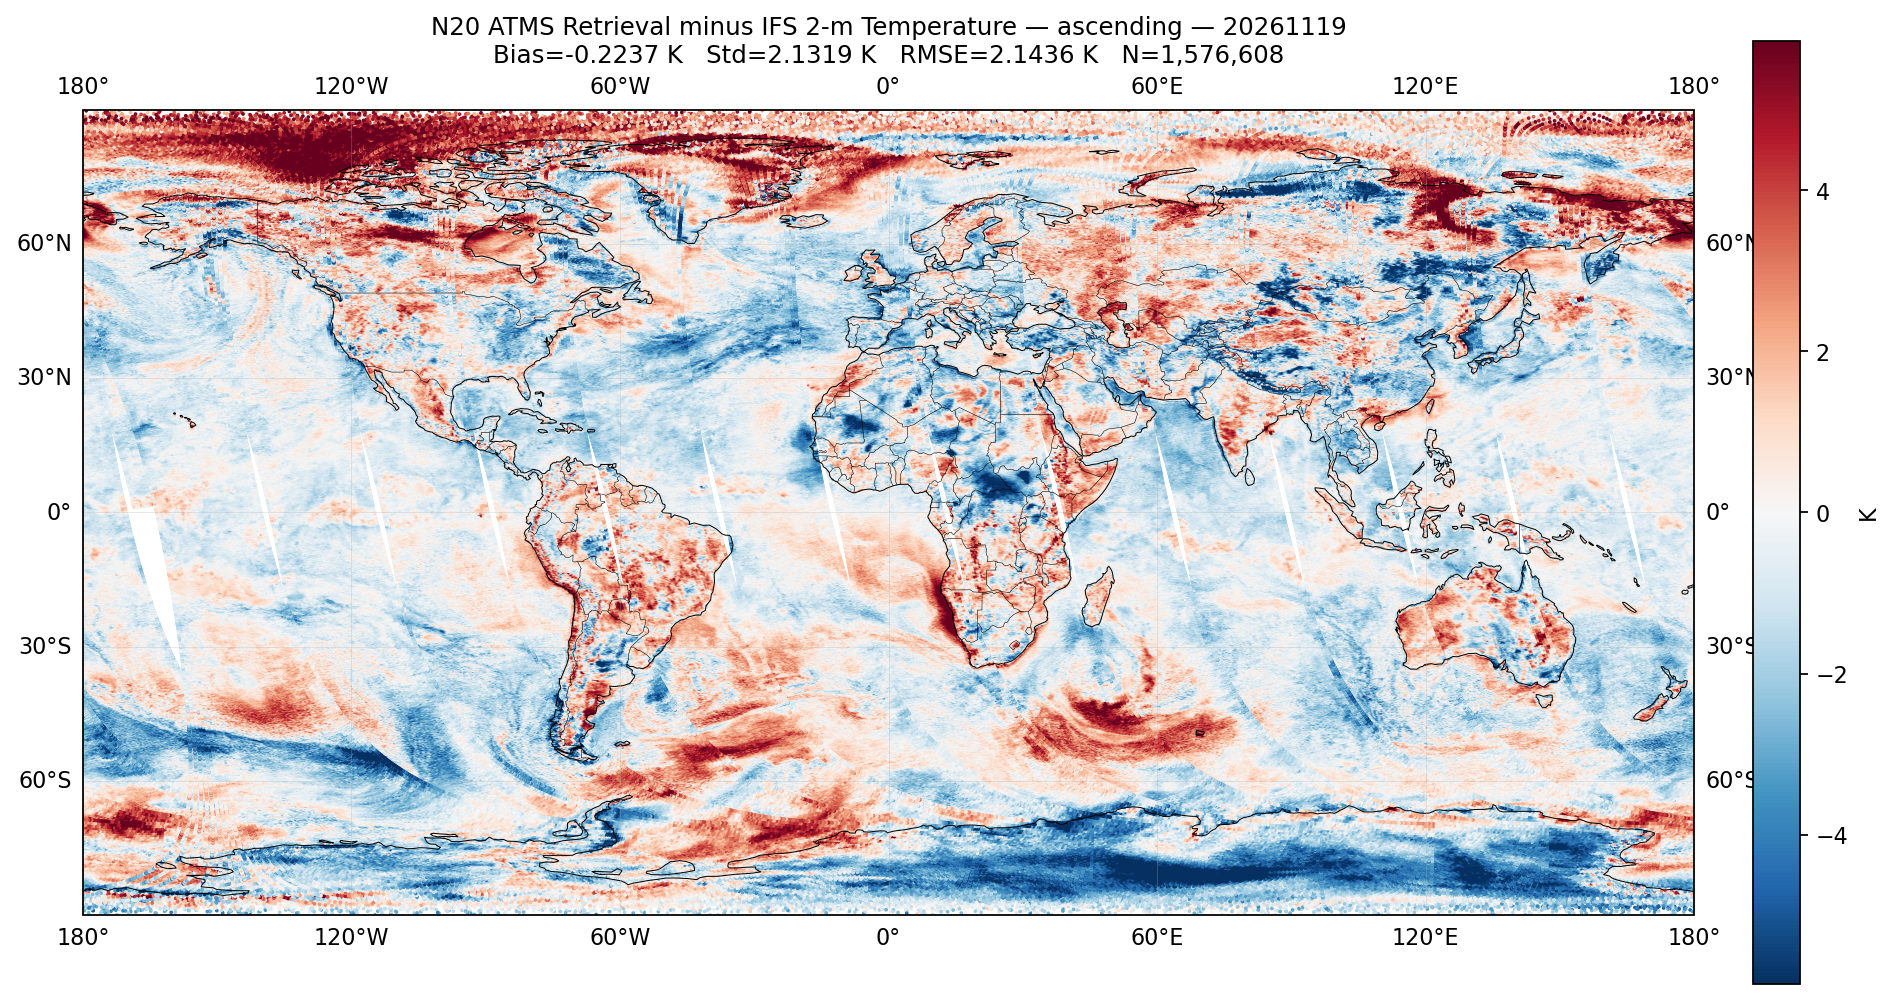 N20 ATMS Retrieval minus IFS 2-m Temperature — ascending — 20261119
Bias=-0.2237 K   Std=2.1319 K   RMSE=2.1436 K   N=1,576,608
180° 120°W 60°W 0° 60°E 120°E 180°
60°N 60°N
30°N 30°N
0° 0°
30°S 30°S
60°S 60°S
180° 120°W 60°W 0° 60°E 120°E 180°
4
2
0
−2
−4
K